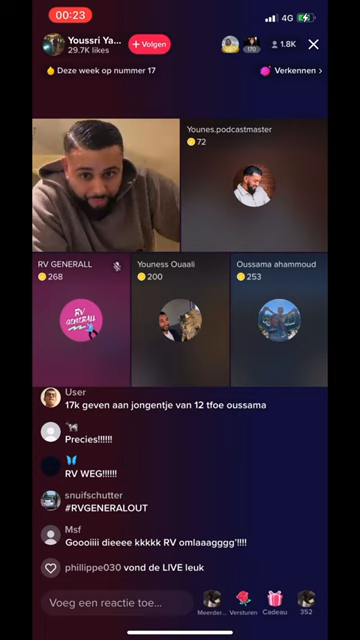 00:23
4G
Youssri Ya...
29.7K likes
+ Volgen
170
1.8K
Deze week op nummer 17
Verkennen >
Younes.podcastmaster
72
RV GENERALL
268
Youness Ouaali
200
Oussama ahammoud
253
RV
GENERALL
User
17k geven aan jongentje van 12 tfoe oussama
Precies!!!!!!
RV WEG!!!!!!
snuifschutter
#RVGENERALOUT
Msf
Goooiiii dieeee kkkkk RV omlaaagggg'!!!!
phillippe030 vond de LIVE leuk
Voeg een reactie toe...
Meerder...
Versturen
Cadeau
352